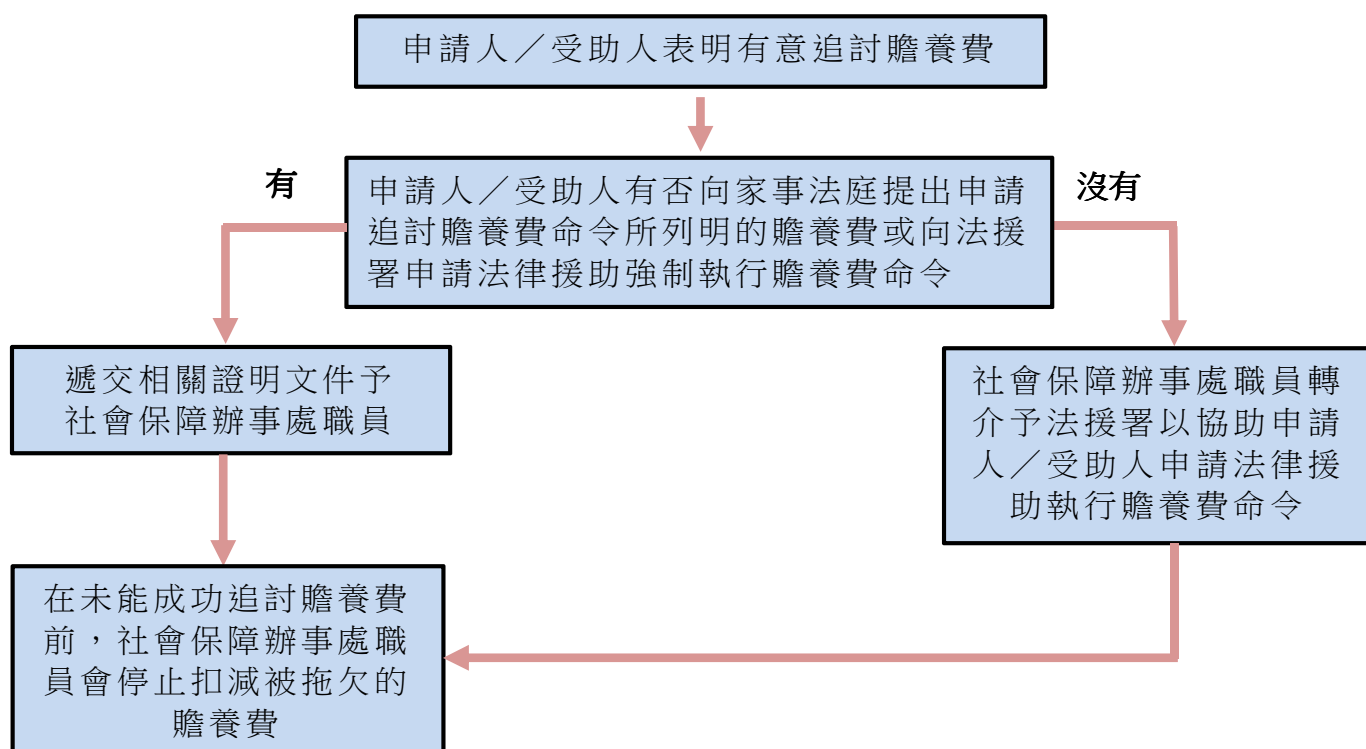 申請人／受助人表明有意追討贍養費
有
申請人／受助人有否向家事法庭提出申請
追討贍養費命令所列明的贍養費或向法援
署申請法律援助強制執行贍養費命令
沒有
遞交相關證明文件予
社會保障辦事處職員
社會保障辦事處職員轉
介予法援署以協助申請
人／受助人申請法律援
助執行贍養費命令
在未能成功追討贍養費
前，社會保障辦事處職
員會停止扣減被拖欠的
贍養費